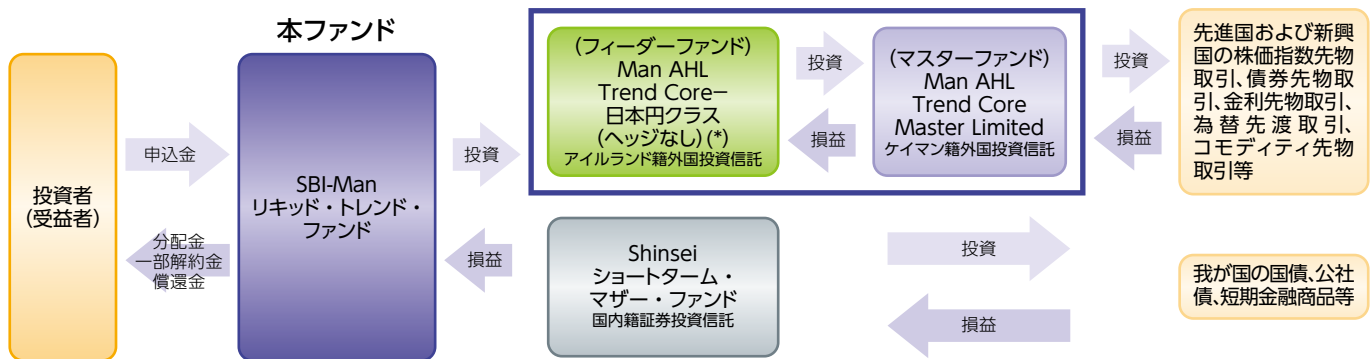 本ファンド
投資者
(受益者)
申込金
分配金
一部解約金
償還金
SBI-Man
リキッド・トレンド・
ファンド
投資
損益
(フィーダーファンド)
Man AHL
Trend Core－
日本円クラス
(ヘッジなし)(*)
アイルランド籍外国投資信託
投資
損益
(マスターファンド)
Man AHL
Trend Core
Master Limited
ケイマン籍外国投資信託
投資
損益
先進国および新興
国の株価指数先物
取引、債券先物取
引、金利先物取引、
為替先渡取引、
コモディティ先物
取引等
Shinsei
ショートターム・
マザー・ファンド
国内籍証券投資信託
投資
損益
我が国の国債、公社
債、短期金融商品等